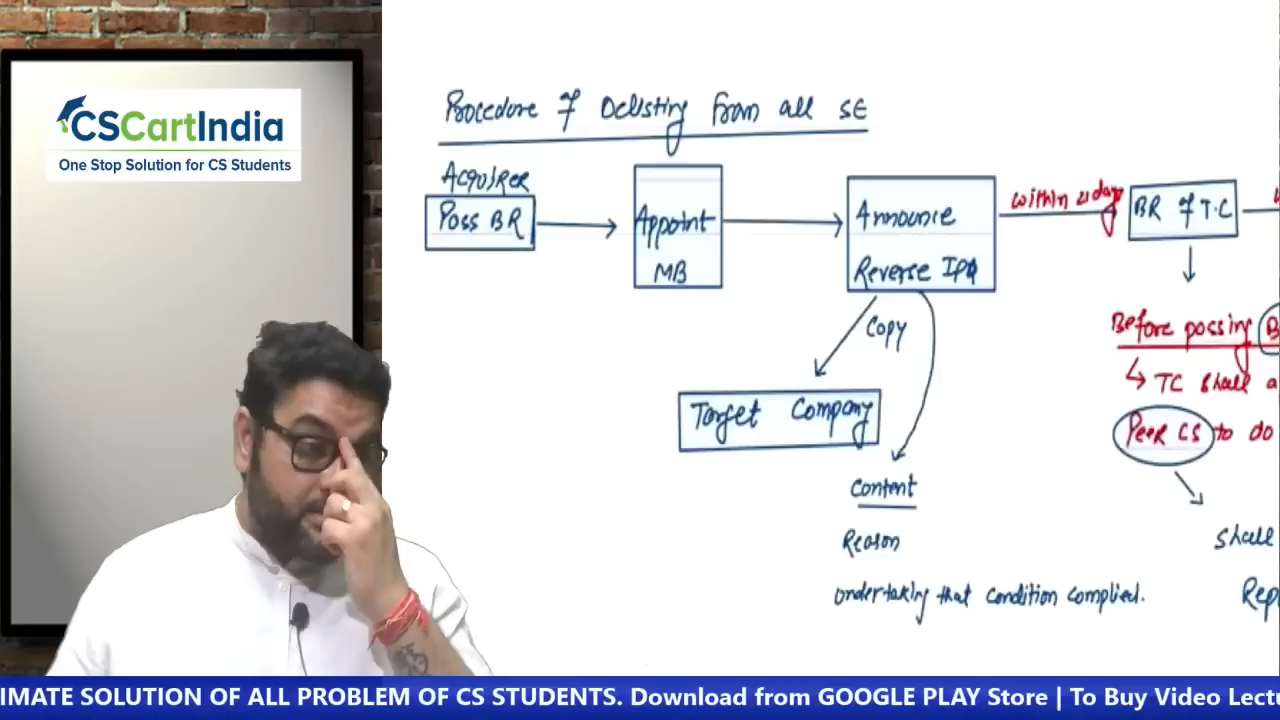 CSCartIndia
One Stop Solution for CS Students
Procedure of Delisting from all SE
Acquirer
Pass BR
Appoint
MB
Announce
Reverse IPO
within 21 days
BR of T.C
Copy
Target Company
Content
Reason
undertaking that condition complied.
Before passing B
↳ TC shall a
Peer CS to do
shall
Rep
IMATE SOLUTION OF ALL PROBLEM OF CS STUDENTS. Download from GOOGLE PLAY Store | To Buy Video Lectu